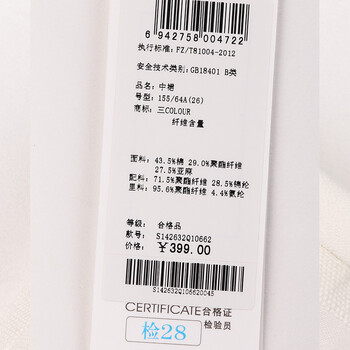 6 942758 004722
执行标准: FZ/T81004-2012
安全技术类别: GB18401 B类
品名: 中裙
号型: 155/64A(26)
商标: 三COLOUR
纤维含量
面料: 43.5%棉 29.0%聚酯纤维
27.5%亚麻
配料: 71.5%聚酯纤维 28.5%锦纶
里料: 95.6%聚酯纤维 4.4%氨纶
等级: 合格品
款号: S142632Q10662
价格: ¥399.00
S142632Q106620045
CERTIFICATE合格证
检28 检验员